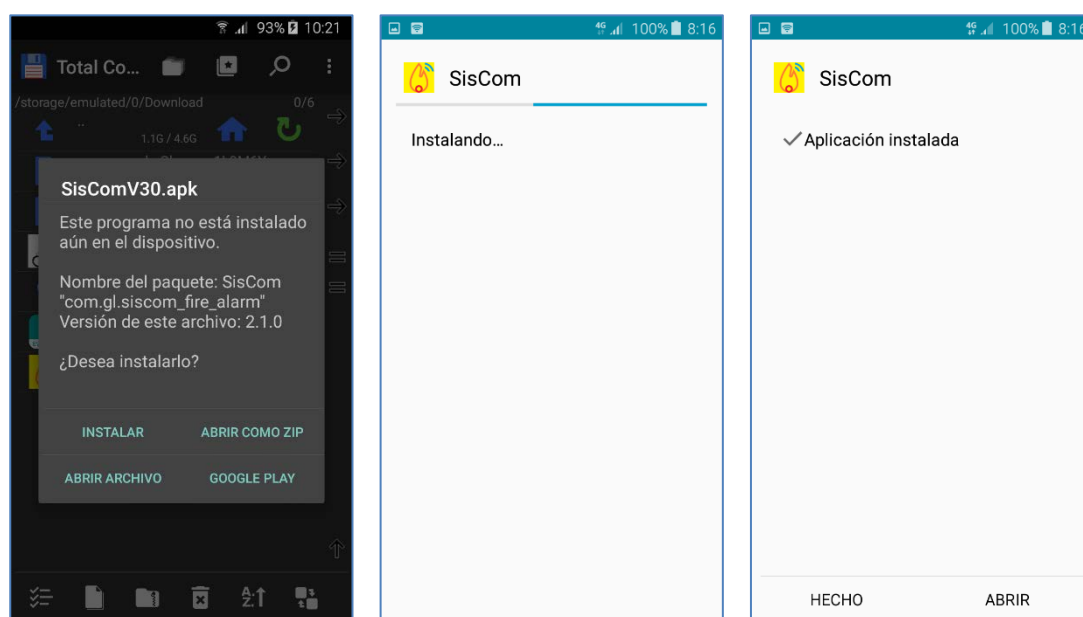 93% 10:21
Total Co...
/storage/emulated/0/Download 0/6
..
1.1G / 4.6G
SisComV30.apk
Este programa no está instalado
aún en el dispositivo.
Nombre del paquete: SisCom
"com.gl.siscom_fire_alarm"
Versión de este archivo: 2.1.0
¿Desea instalarlo?
INSTALAR ABRIR COMO ZIP
ABRIR ARCHIVO GOOGLE PLAY
4G 100% 8:16
SisCom
Instalando...
4G 100% 8:16
SisCom
Aplicación instalada
HECHO ABRIR